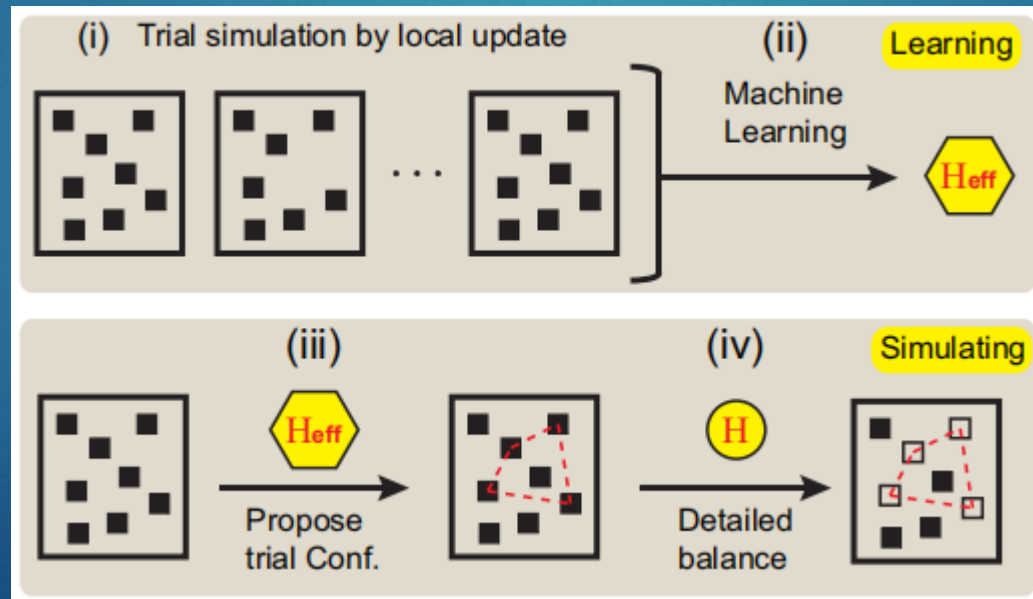 (i) Trial simulation by local update
(ii)
Learning
Machine
Learning
...
Heff
(iii)
(iv)
Simulating
Heff
H
Propose
trial Conf.
Detailed
balance